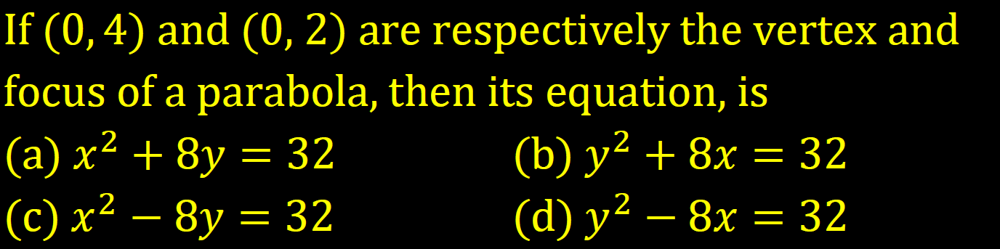 If (0, 4) and (0, 2) are respectively the vertex and
focus of a parabola, then its equation, is
(a) x² + 8y = 32 (b) y² + 8x = 32
(c) x² − 8y = 32 (d) y² − 8x = 32